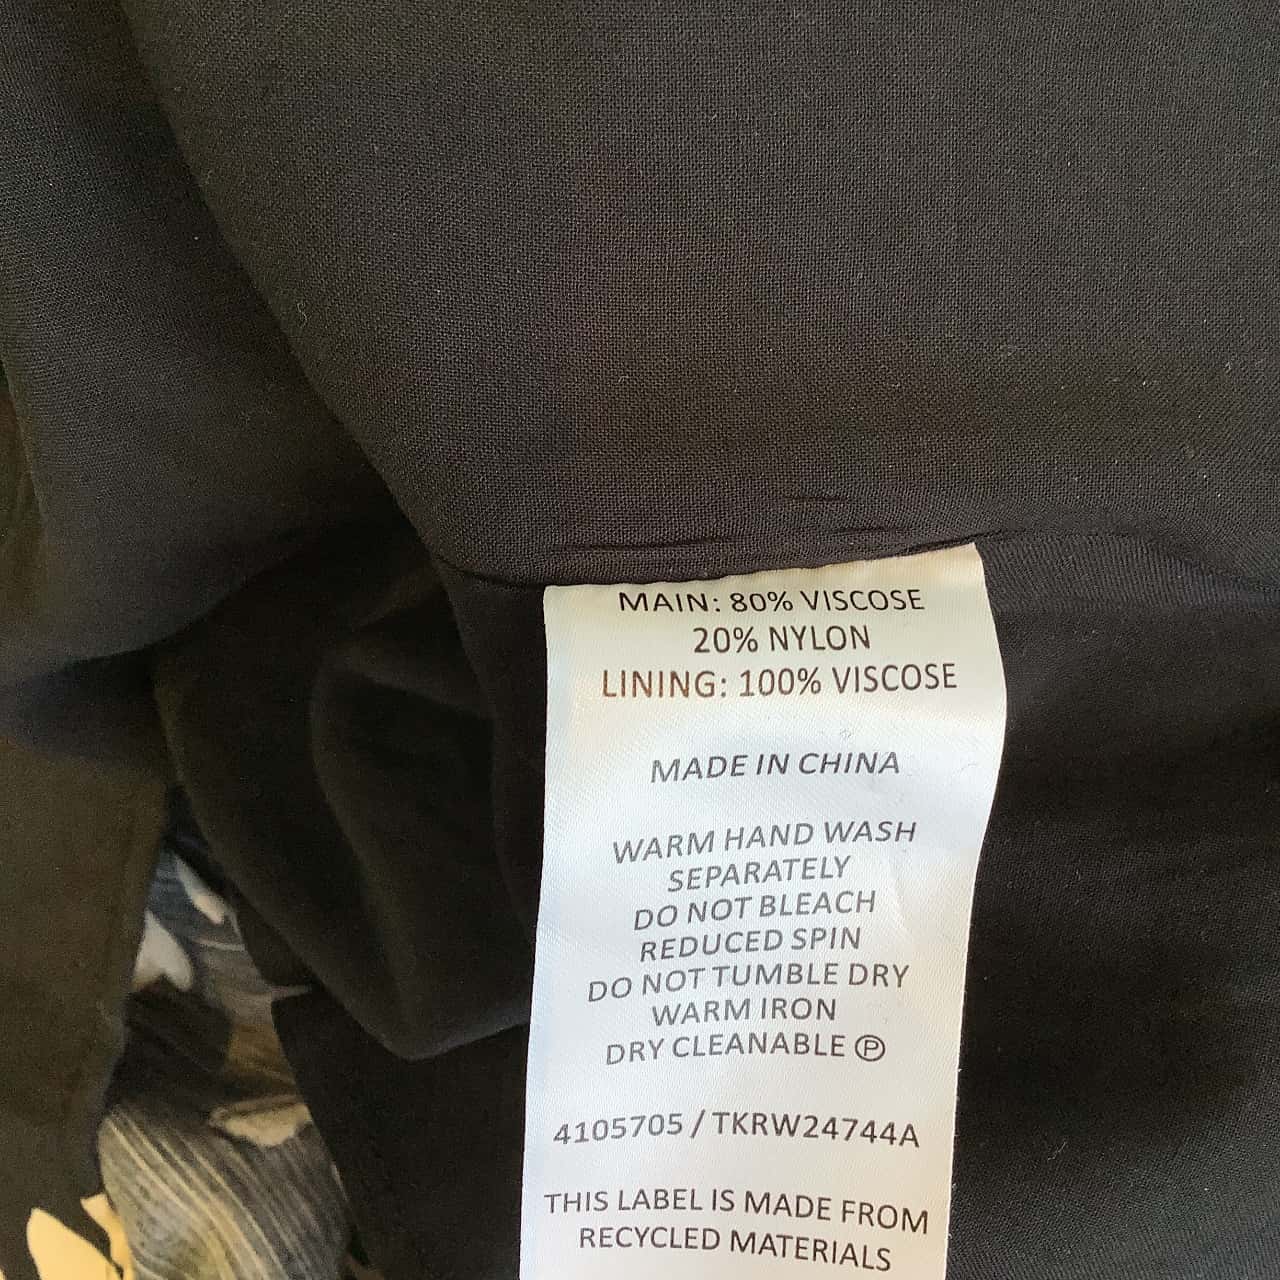 MAIN: 80% VISCOSE
20% NYLON
LINING: 100% VISCOSE
MADE IN CHINA
WARM HAND WASH
SEPARATELY
DO NOT BLEACH
REDUCED SPIN
DO NOT TUMBLE DRY
WARM IRON
DRY CLEANABLE Ⓟ
4105705 / TKRW24744A
THIS LABEL IS MADE FROM
RECYCLED MATERIALS